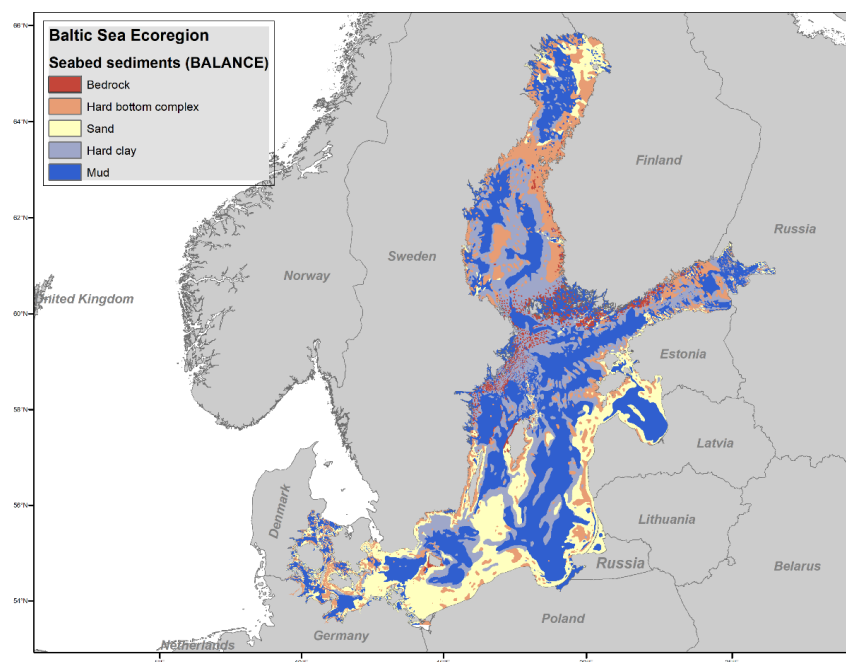 66°N
Baltic Sea Ecoregion
Seabed sediments (BALANCE)
Bedrock
Hard bottom complex
Sand
Hard clay
Mud
64°N
Finland
62°N
Russia
Sweden
Norway
United Kingdom
60°N
Estonia
58°N
Latvia
56°N
Denmark
Lithuania
Russia
Belarus
54°N
Poland
Germany
Netherlands